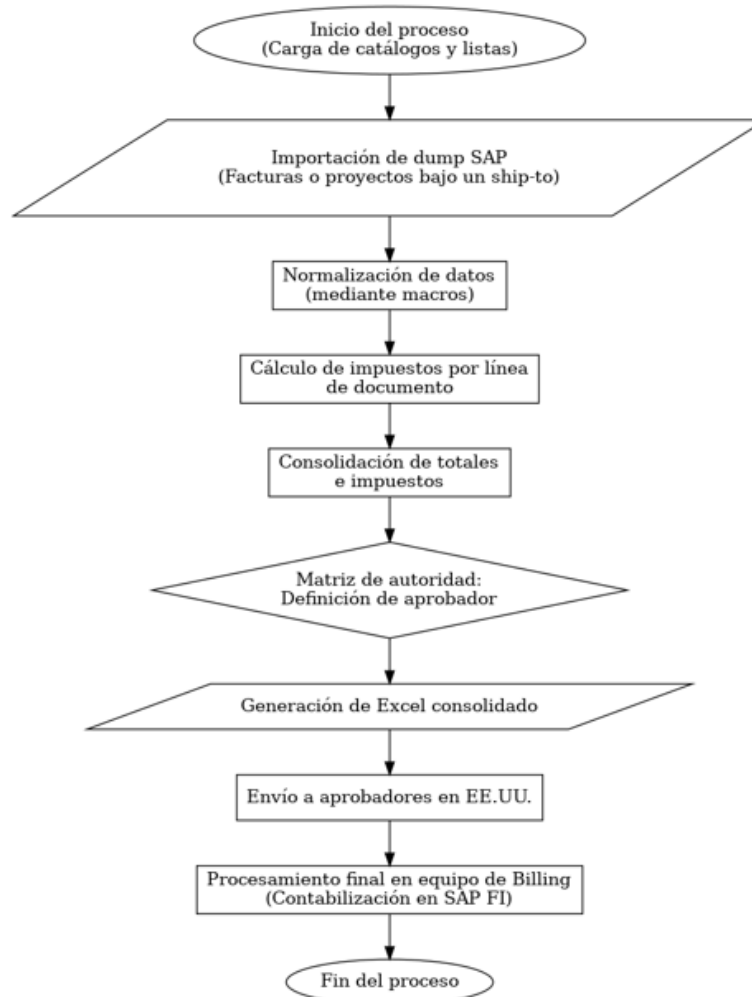 Inicio del proceso
(Carga de catálogos y listas)
Importación de dump SAP
(Facturas o proyectos bajo un ship-to)
Normalización de datos
(mediante macros)
Cálculo de impuestos por línea
de documento
Consolidación de totales
e impuestos
Matriz de autoridad:
Definición de aprobador
Generación de Excel consolidado
Envío a aprobadores en EE.UU.
Procesamiento final en equipo de Billing
(Contabilización en SAP FI)
Fin del proceso